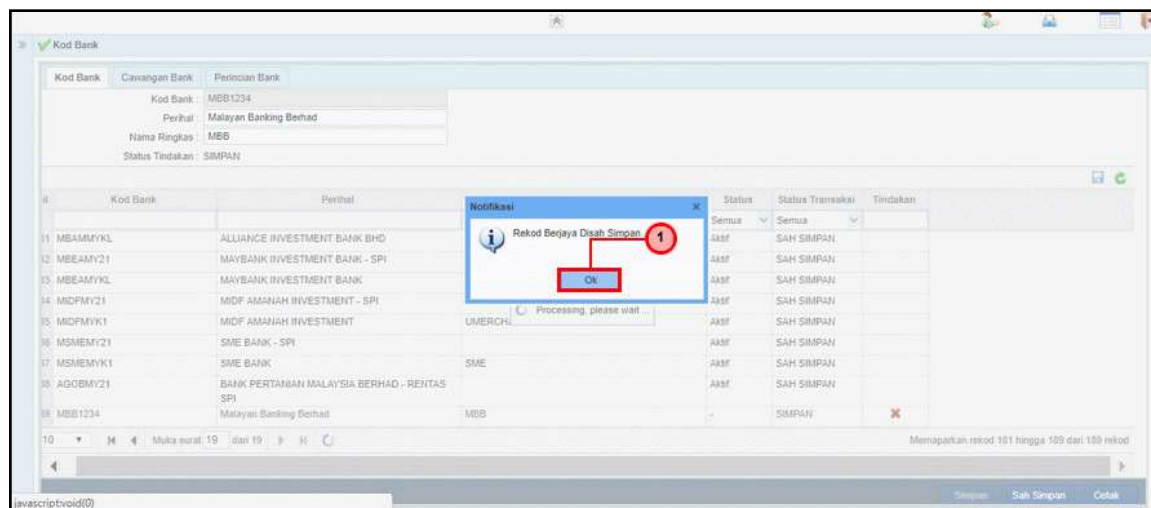 Kod Bank
Kod Bank Cawangan Bank Perincian Bank
Kod Bank : MBB1234
Perihal : Malayan Banking Berhad
Nama Ringkas : MBB
Status Tindakan : SIMPAN
Kod Bank Perihal Status Status Transaksi Tindakan
Semua Semua
MBAMMYKL ALLIANCE INVESTMENT BANK BHD Aktif SAH SIMPAN
MBEAMY21 MAYBANK INVESTMENT BANK - SPI Aktif SAH SIMPAN
MBEAMYKL MAYBANK INVESTMENT BANK Aktif SAH SIMPAN
MIDFMY21 MIDF AMANAH INVESTMENT - SPI Aktif SAH SIMPAN
MIDFMYK1 MIDF AMANAH INVESTMENT UMERCH Aktif SAH SIMPAN
MSMEMY21 SME BANK - SPI Aktif SAH SIMPAN
MSMEMYK1 SME BANK SME Aktif SAH SIMPAN
AGOBMY21 BANK PERTANIAN MALAYSIA BERHAD - RENTAS SPI Aktif SAH SIMPAN
MBB1234 Malayan Banking Berhad MBB - SIMPAN
Notifikasi
Rekod Berjaya Disah Simpan
1
Ok
Processing, please wait ...
10 Muka surat 19 dari 19 Memaparkan rekod 181 hingga 189 dari 189 rekod
javascript:void(0) Simpan Sah Simpan Cetak